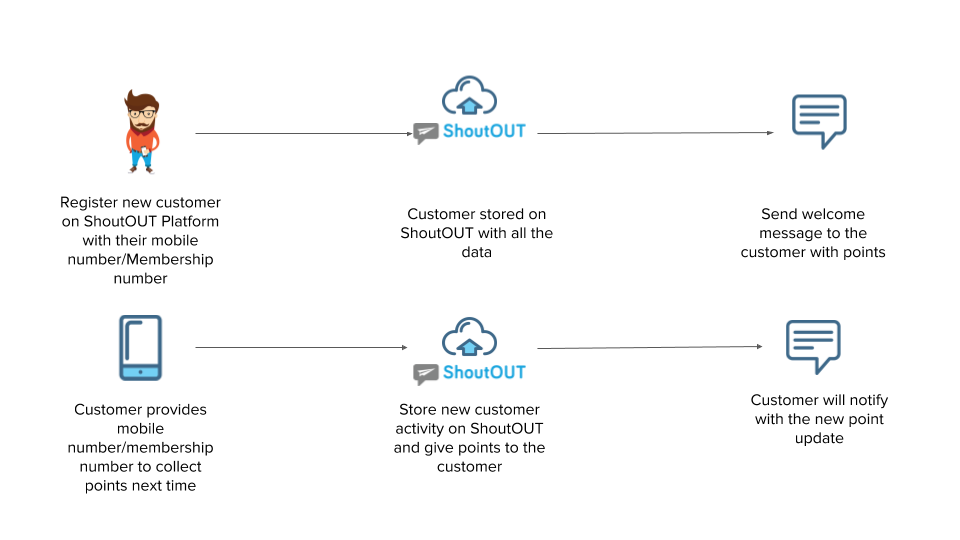 ShoutOUT
Register new customer
on ShoutOUT Platform
with their mobile
number/Membership
number
Customer stored on
ShoutOUT with all the
data
Send welcome
message to the
customer with points
ShoutOUT
Customer provides
mobile
number/membership
number to collect
points next time
Store new customer
activity on ShoutOUT
and give points to the
customer
Customer will notify
with the new point
update